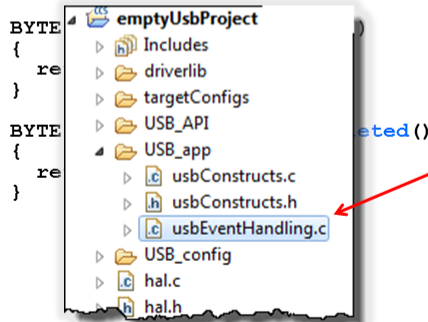 BYTE )
{
re
}
BYTE eted()
{
re
}
emptyUsbProject
Includes
driverlib
targetConfigs
USB_API
USB_app
usbConstructs.c
usbConstructs.h
usbEventHandling.c
USB_config
hal.c
hal.h